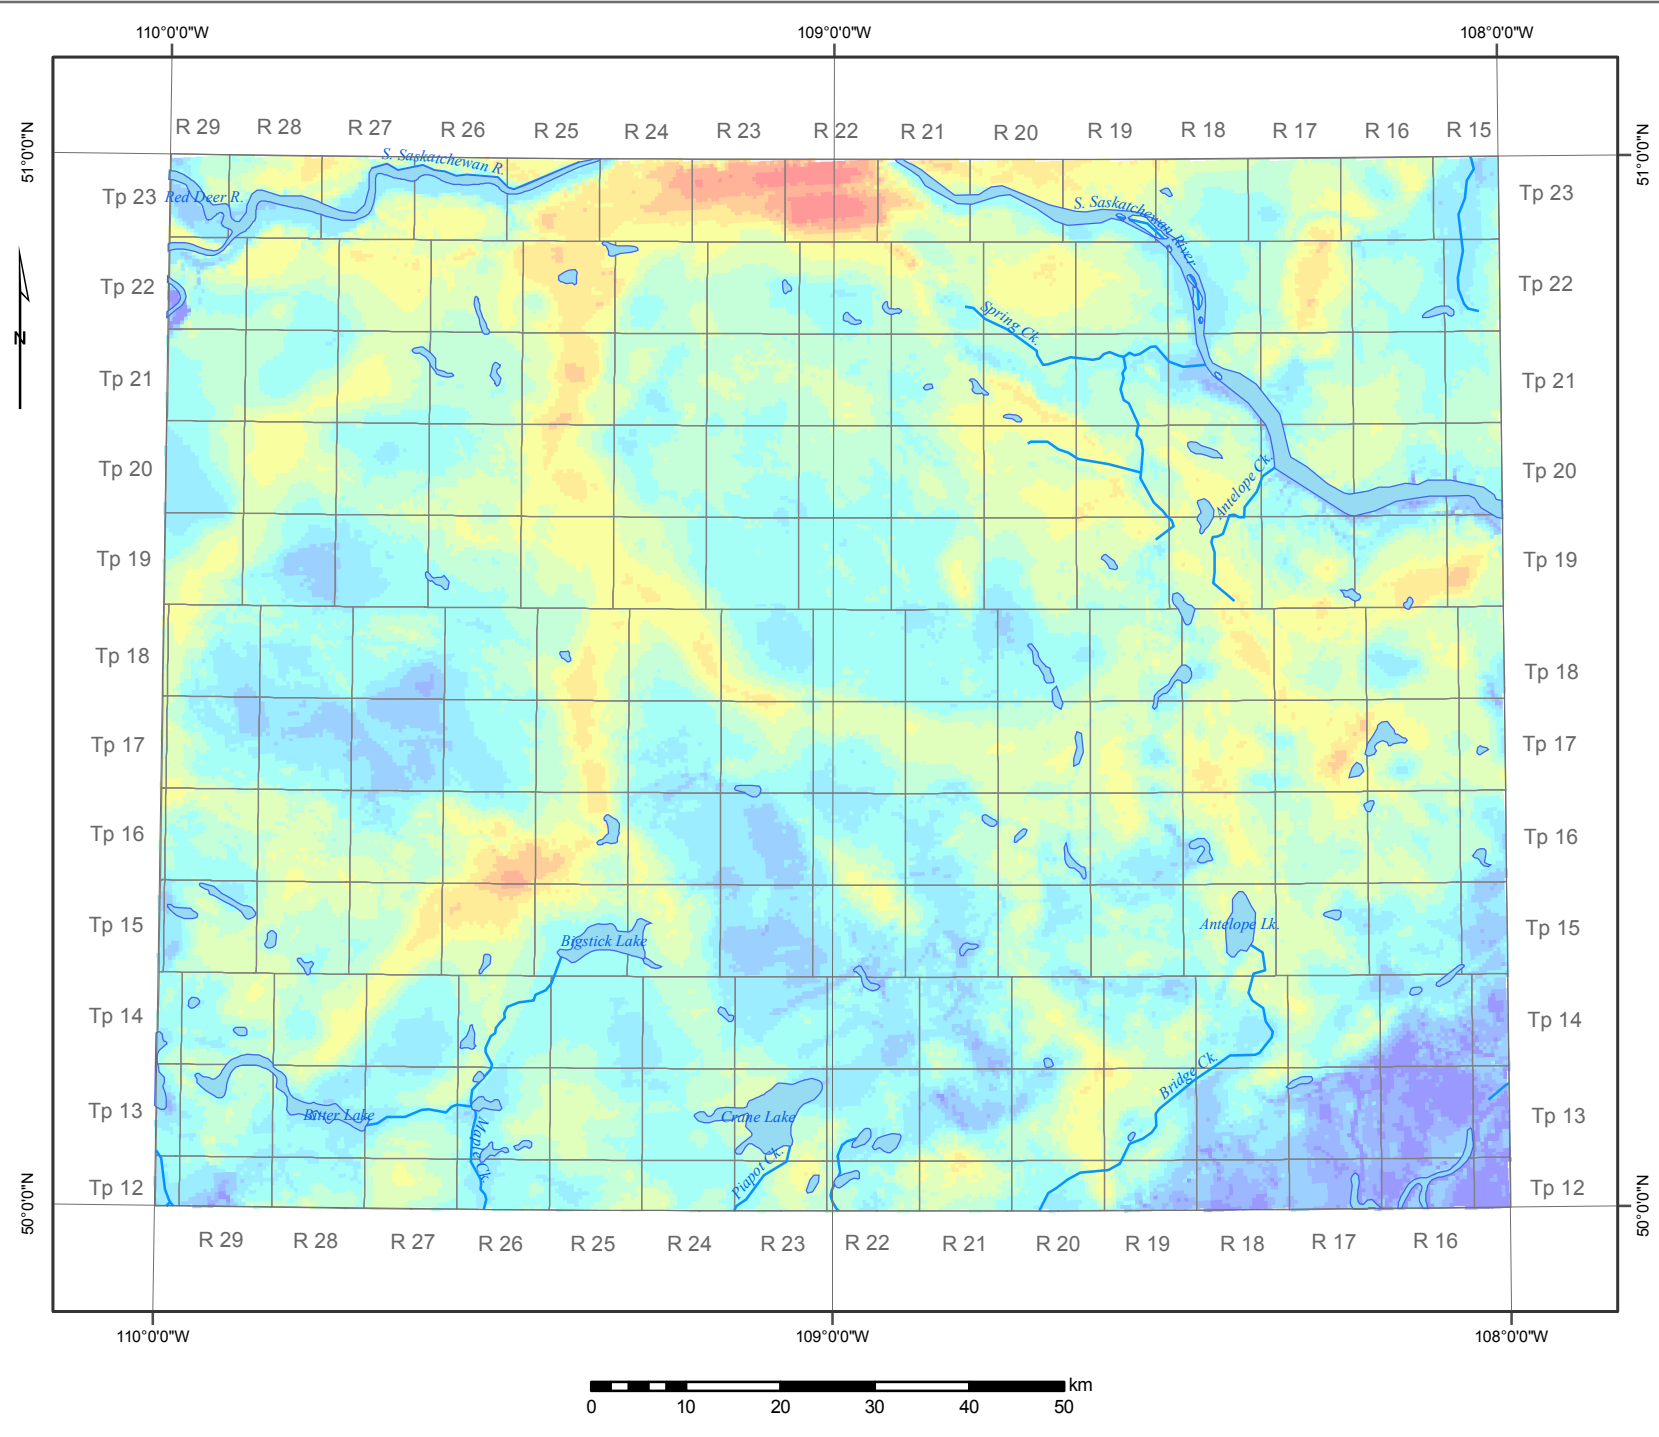 110°0'0"W 109°0'0"W 108°0'0"W
51°0'0"N
51°0'0"N
R 29 R 28 R 27 R 26 R 25 R 24 R 23 R 22 R 21 R 20 R 19 R 18 R 17 R 16 R 15
S. Saskatchewan R.
Red Deer R.
S. Saskatchewan River
Tp 23 Tp 23
Tp 22 Tp 22
Spring Ck.
N
Tp 21 Tp 21
Tp 20 Tp 20
Antelope Ck.
Tp 19 Tp 19
Tp 18 Tp 18
Tp 17 Tp 17
Tp 16 Tp 16
Tp 15 Tp 15
Antelope Lk.
Bigstick Lake
Tp 14 Tp 14
Bridge Ck.
Tp 13 Tp 13
Bitter Lake
Crane Lake
Maple Ck.
Piapot Ck.
Tp 12 Tp 12
50°0'0"N
50°0'0"N
R 29 R 28 R 27 R 26 R 25 R 24 R 23 R 22 R 21 R 20 R 19 R 18 R 17 R 16
110°0'0"W 109°0'0"W 108°0'0"W
km
0 10 20 30 40 50